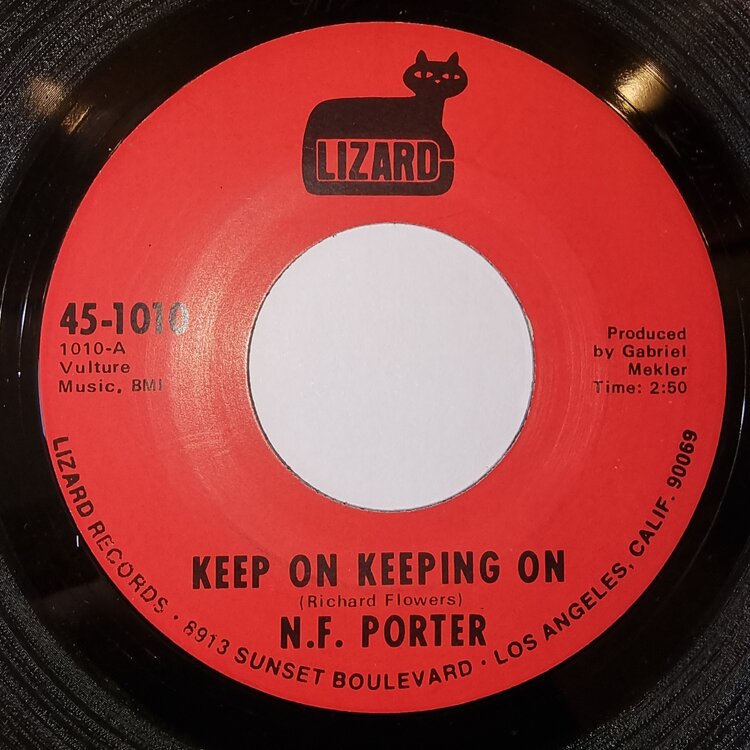 LIZARD
45-1010
1010-A
Vulture
Music, BMI
Produced
by Gabriel
Mekler
Time: 2:50
KEEP ON KEEPING ON
(Richard Flowers)
N.F. PORTER
LIZARD RECORDS · 8913 SUNSET BOULEVARD · LOS ANGELES, CALIF. 90069